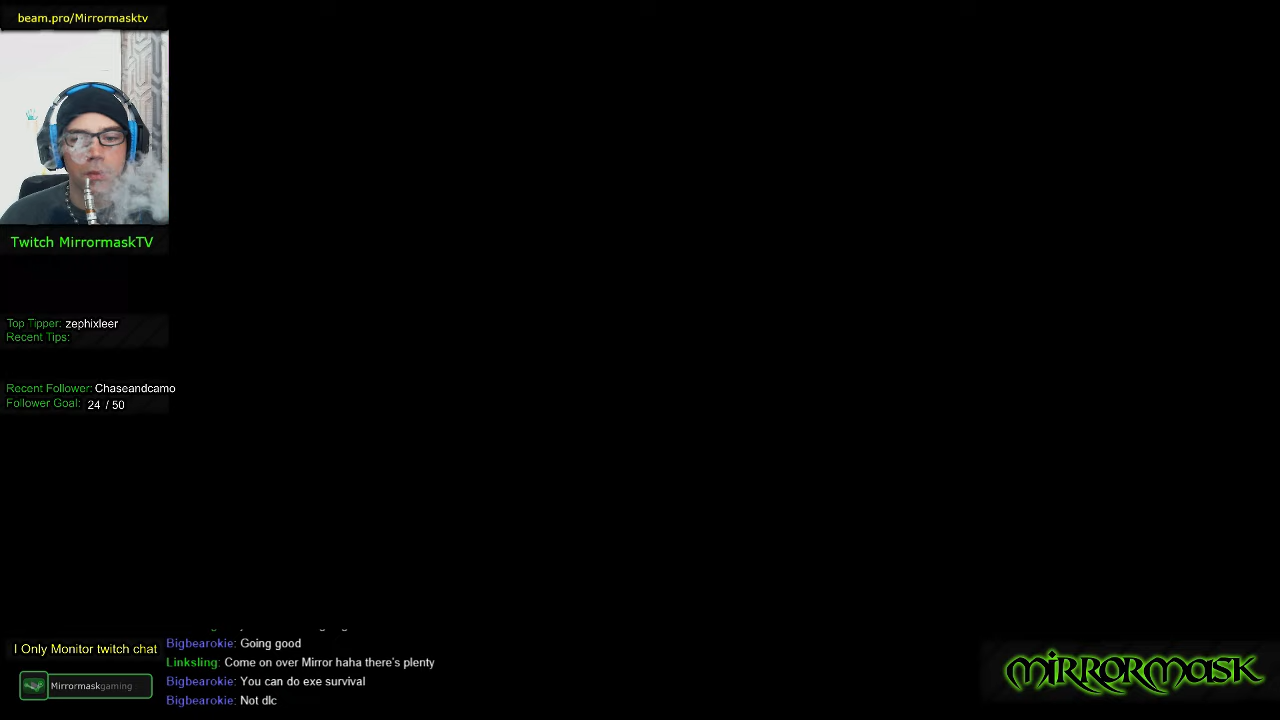 beam.pro/Mirrormasktv
Twitch MirrormaskTV
Top Tipper: zephixleer
Recent Tips:
Recent Follower: Chaseandcamo
Follower Goal: 24 / 50
I Only Monitor twitch chat
Mirrormaskgaming
Bigbearokie: Going good
Linksling: Come on over Mirror haha there's plenty
Bigbearokie: You can do exe survival
Bigbearokie: Not dlc
MIRRORMASK